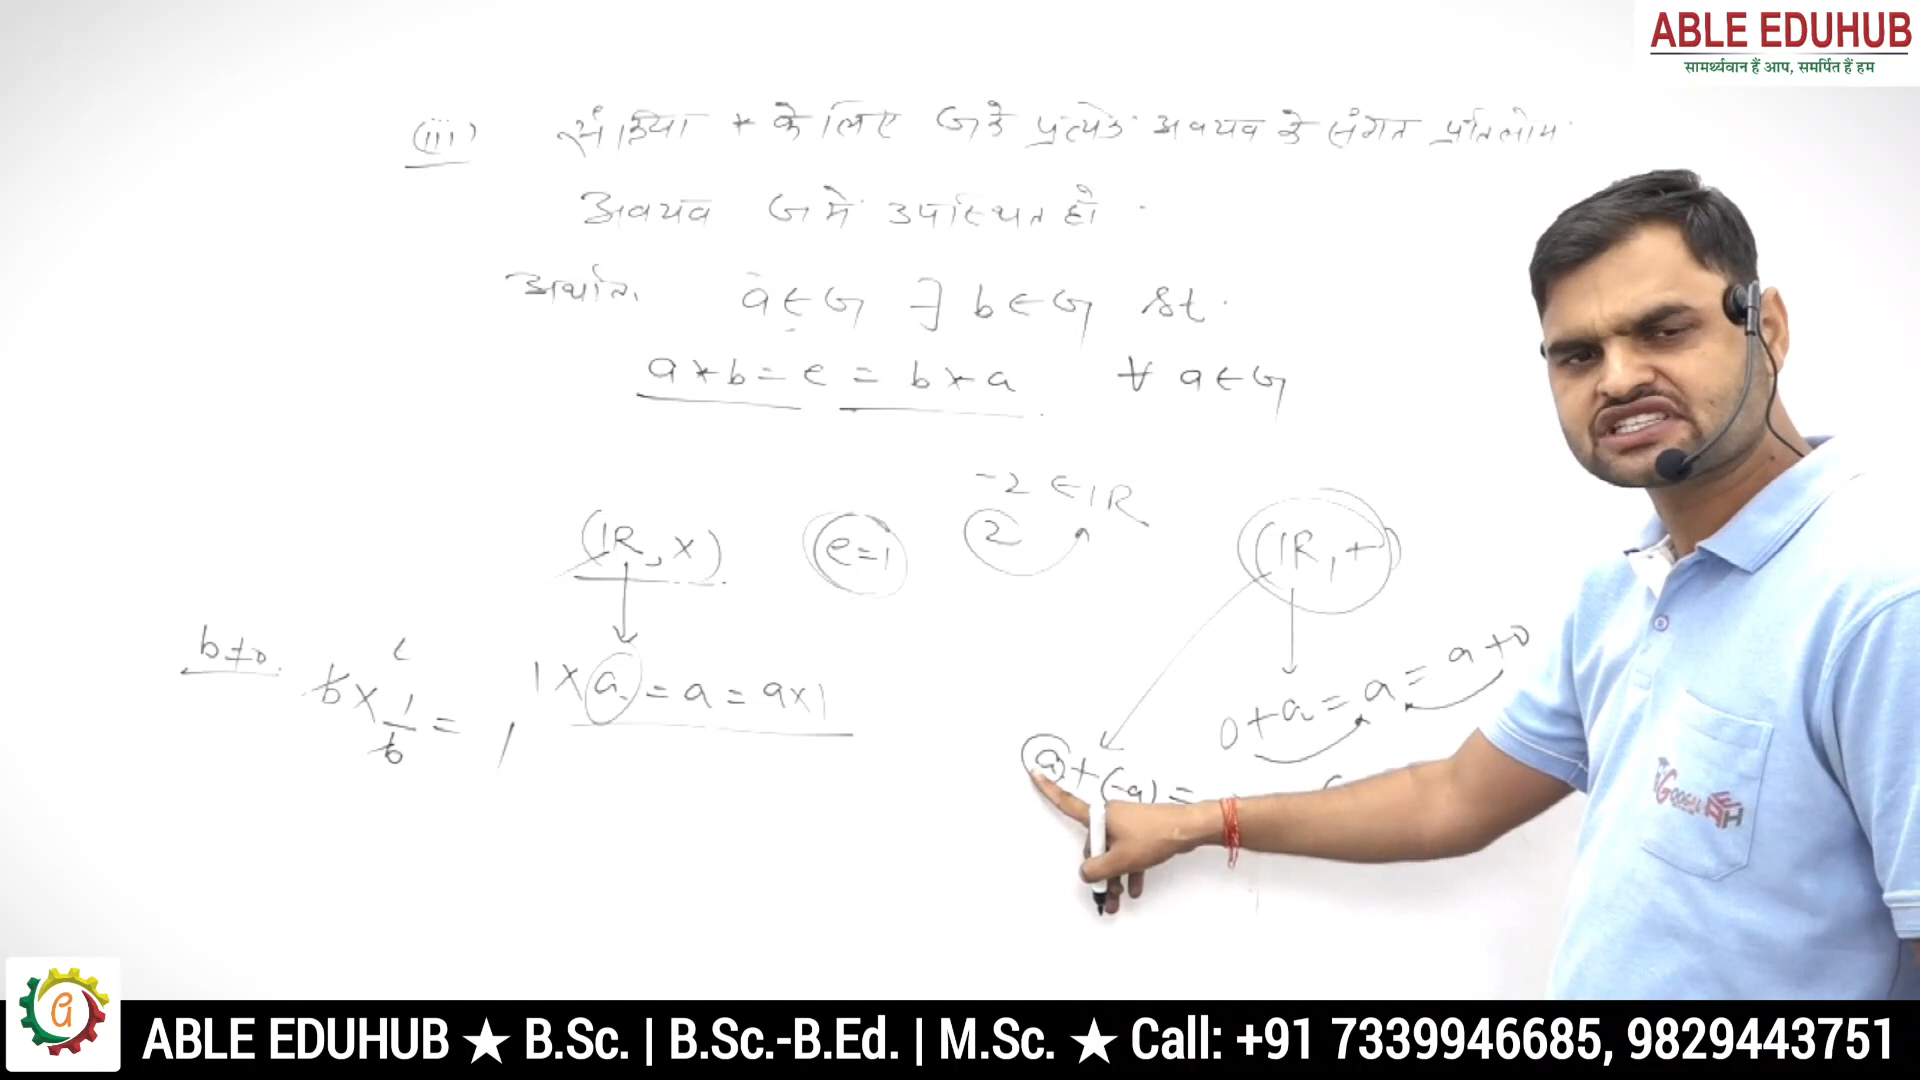 ABLE EDUHUB
सामर्थ्यवान हैं आप, समर्पित हैं हम
(iii) संक्रिया * के लिए G के प्रत्येक अवयव के संगत प्रतिलोम
अवयव G में उपस्थित हो
अर्थात् a ∈ G ∃ b ∈ G st.
a * b = e = b * a ∀ a ∈ G
-2 ∈ IR
(IR, ×) e=1 2 (IR, +)
b≠0
b × 1/b = 1
1 × a = a = a × 1
0 + a = a = a + 0
a + (-a) =
ABLE EDUHUB ★ B.Sc. | B.Sc.-B.Ed. | M.Sc. ★ Call: +91 7339946685, 9829443751